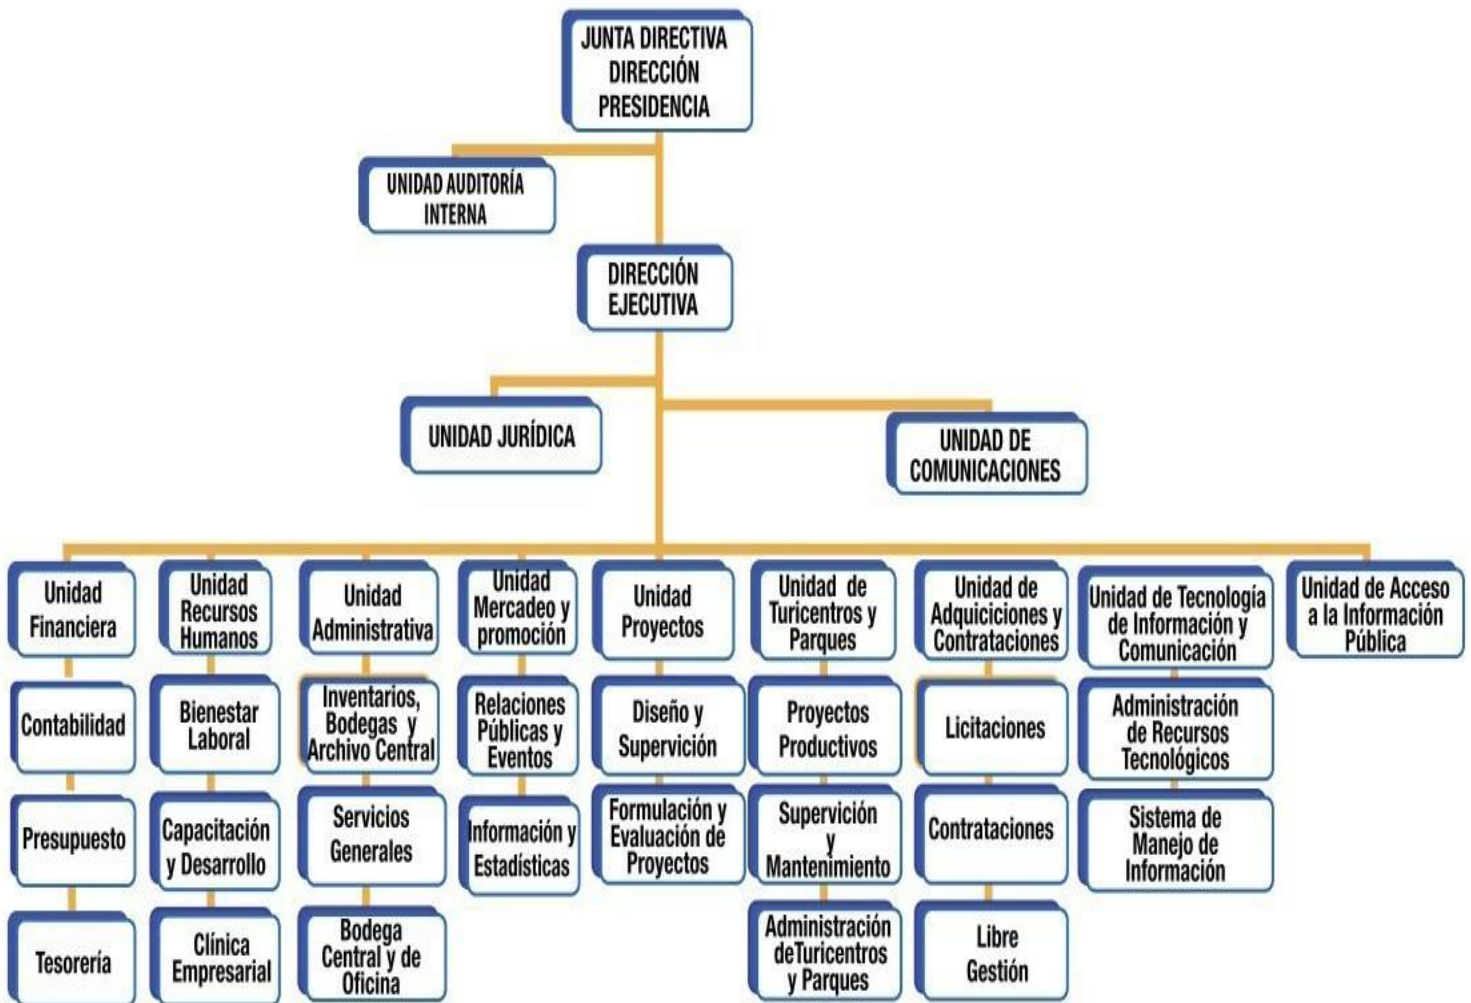 JUNTA DIRECTIVA
DIRECCIÓN
PRESIDENCIA
UNIDAD AUDITORÍA
INTERNA
DIRECCIÓN
EJECUTIVA
UNIDAD JURÍDICA
UNIDAD DE
COMUNICACIONES
Unidad
Financiera
Contabilidad
Presupuesto
Tesorería
Unidad
Recursos
Humanos
Bienestar
Laboral
Capacitación
y Desarrollo
Clínica
Empresarial
Unidad
Administrativa
Inventarios,
Bodegas y
Archivo Central
Servicios
Generales
Bodega
Central y de
Oficina
Unidad
Mercadeo y
promoción
Relaciones
Públicas y
Eventos
Información y
Estadísticas
Unidad
Proyectos
Diseño y
Supervición
Formulación y
Evaluación de
Proyectos
Unidad de
Turicentros y
Parques
Proyectos
Productivos
Supervición
y
Mantenimiento
Administración
deTuricentros
y Parques
Unidad de
Adquiciciones y
Contrataciones
Licitaciones
Contrataciones
Libre
Gestión
Unidad de Tecnología
de Información y
Comunicación
Administración
de Recursos
Tecnológicos
Sistema de
Manejo de
Información
Unidad de Acceso
a la Información
Pública